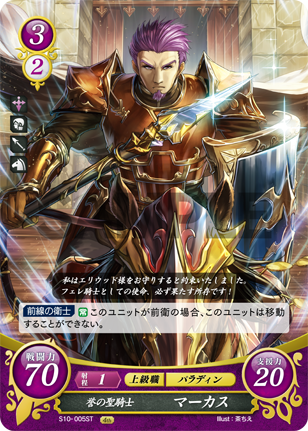 3
2
私はエリウッド様をお守りすると約束いたしました。
フェレ騎士としての使命、必ず果たす所存です!
前線の衛士 常 このユニットが前衛の場合、このユニットは移動
することができない。
戦闘力 70
射程 1 上級職 パラディン
支援力 20
誉の聖騎士 マーカス
S10-005ST Illust:茶ちえ